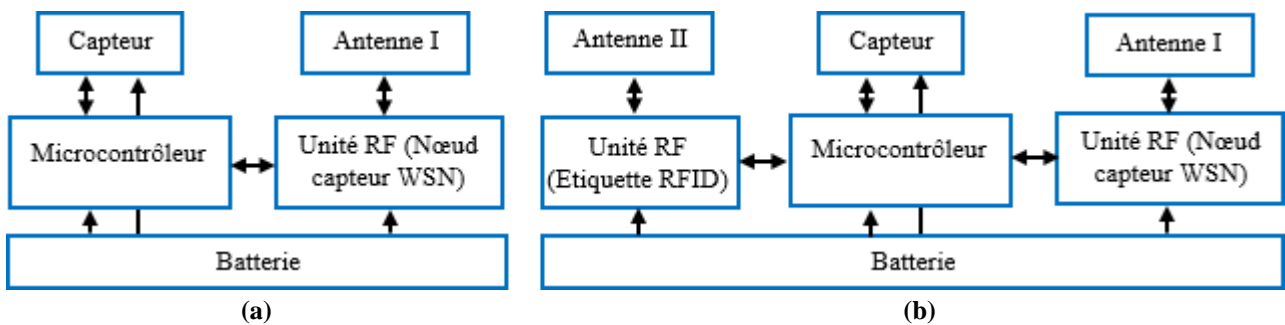 Capteur
Antenne I
Microcontrôleur
Unité RF (Nœud
capteur WSN)
Batterie
(a)
Antenne II
Capteur
Antenne I
Unité RF
(Etiquette RFID)
Microcontrôleur
Unité RF (Nœud
capteur WSN)
Batterie
(b)